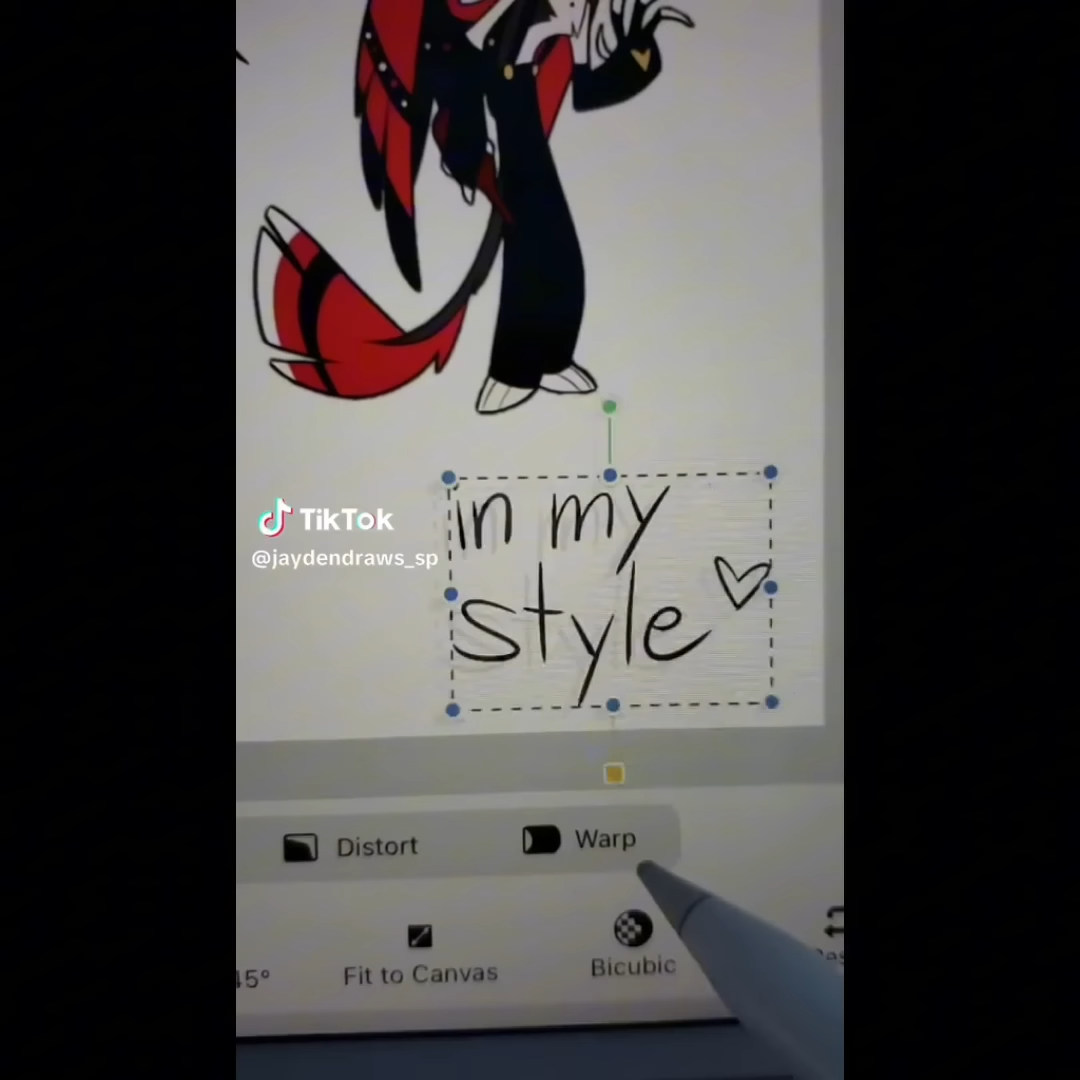 in my
style
TikTok
@jaydendraws_sp
Distort
Warp
45°
Fit to Canvas
Bicubic